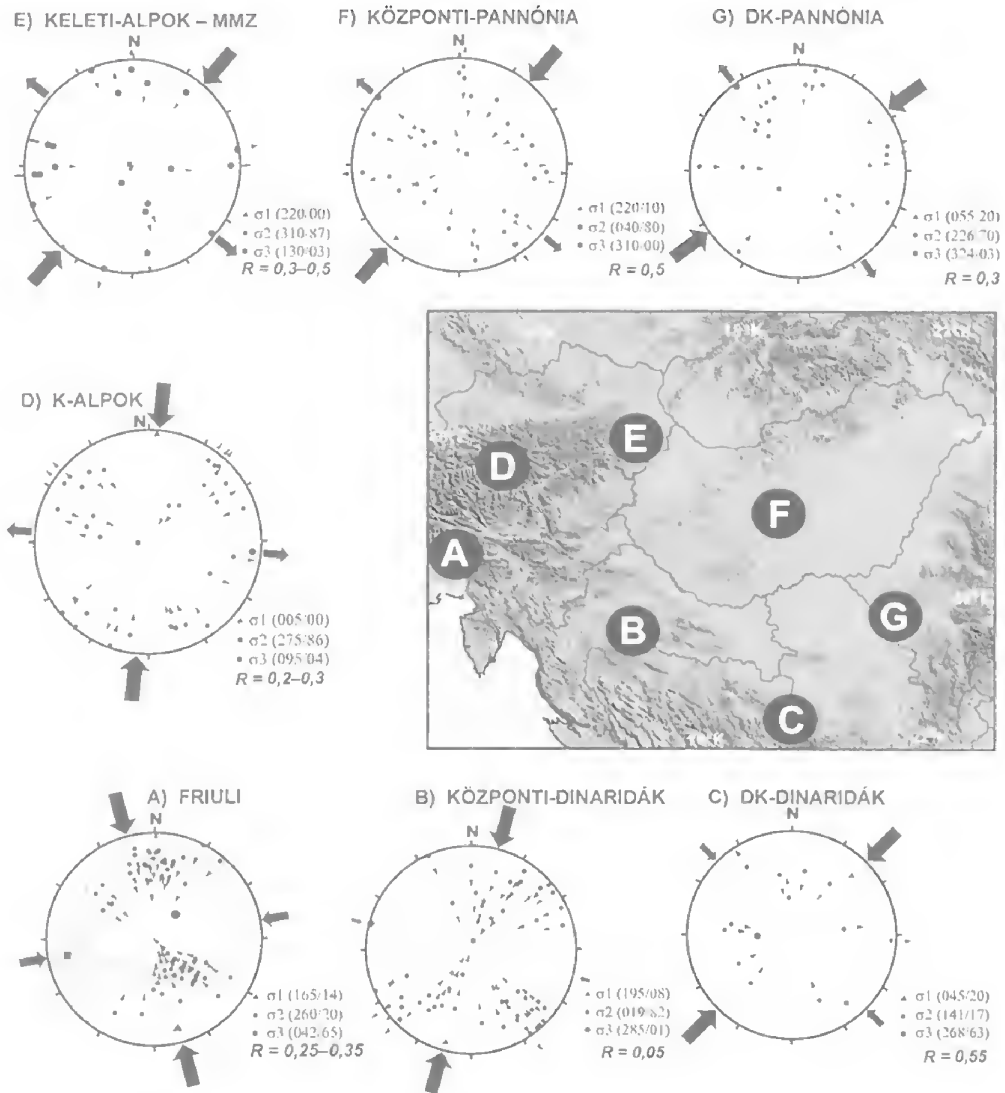 E) KELETI-ALPOK – MMZ
N
σ1 (220/00)
σ2 (310/87)
σ3 (130/03)
R = 0,3–0,5
F) KÖZPONTI-PANNÓNIA
N
σ1 (220/10)
σ2 (040/80)
σ3 (310/00)
R = 0,5
G) DK-PANNÓNIA
N
σ1 (055/20)
σ2 (226/70)
σ3 (324/03)
R = 0,3
D) K-ALPOK
N
σ1 (005/00)
σ2 (275/86)
σ3 (095/04)
R = 0,2–0,3
E
D
F
A
B
G
C
A) FRIULI
N
σ1 (165/14)
σ2 (260/20)
σ3 (042/65)
R = 0,25–0,35
B) KÖZPONTI-DINARIDÁK
N
σ1 (195/08)
σ2 (019/82)
σ3 (285/01)
R = 0,05
C) DK-DINARIDÁK
N
σ1 (045/20)
σ2 (141/17)
σ3 (268/63)
R = 0,55